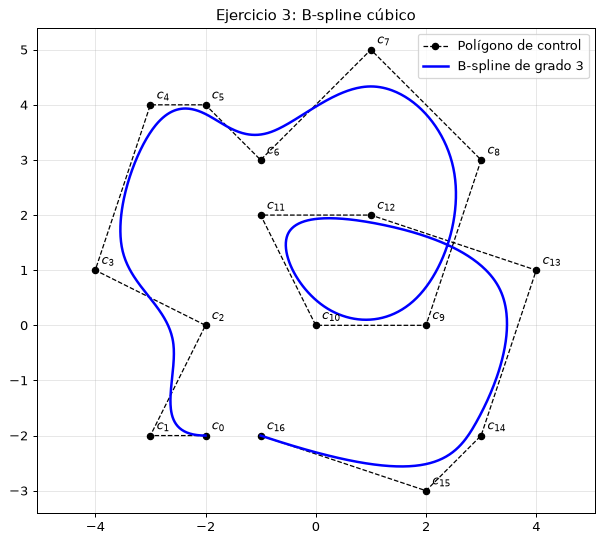 Ejercicio 3: B-spline cúbico
Polígono de control
B-spline de grado 3
5
4
3
2
1
0
−1
−2
−3
−4
−2
0
2
4
c₀
c₁
c₂
c₃
c₄
c₅
c₆
c₇
c₈
c₉
c₁₀
c₁₁
c₁₂
c₁₃
c₁₄
c₁₅
c₁₆